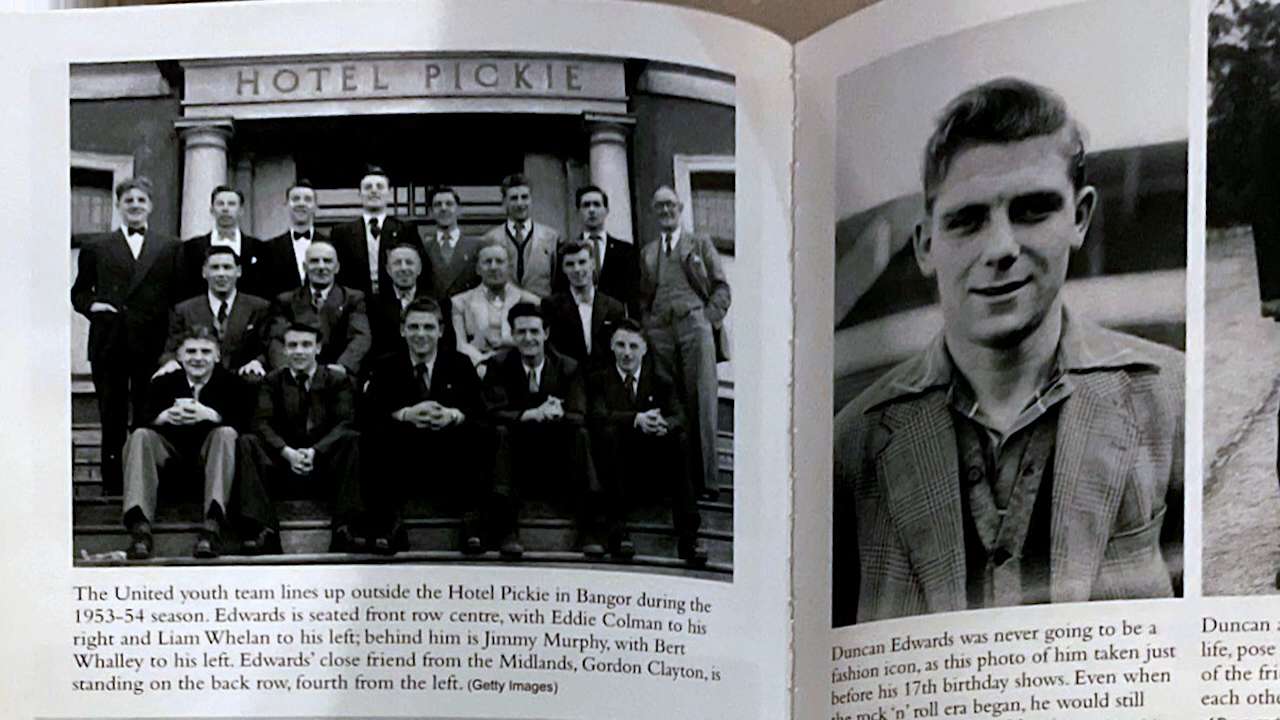 HOTEL PICKIE
The United youth team lines up outside the Hotel Pickie in Bangor during the
1953-54 season. Edwards is seated front row centre, with Eddie Colman to his
right and Liam Whelan to his left; behind him is Jimmy Murphy, with Bert
Whalley to his left. Edwards' close friend from the Midlands, Gordon Clayton, is
standing on the back row, fourth from the left. (Getty Images)
Duncan Edwards was never going to be a
fashion icon, as this photo of him taken just
before his 17th birthday shows. Even when
the rock 'n' roll era began, he would still
Duncan a
life, pose
of the fri
each othe